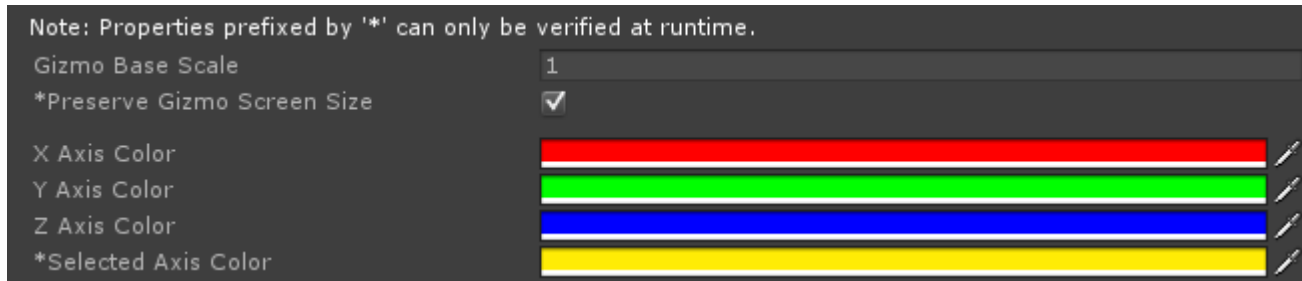 Note: Properties prefixed by '*' can only be verified at runtime.
Gizmo Base Scale 1
*Preserve Gizmo Screen Size
X Axis Color
Y Axis Color
Z Axis Color
*Selected Axis Color